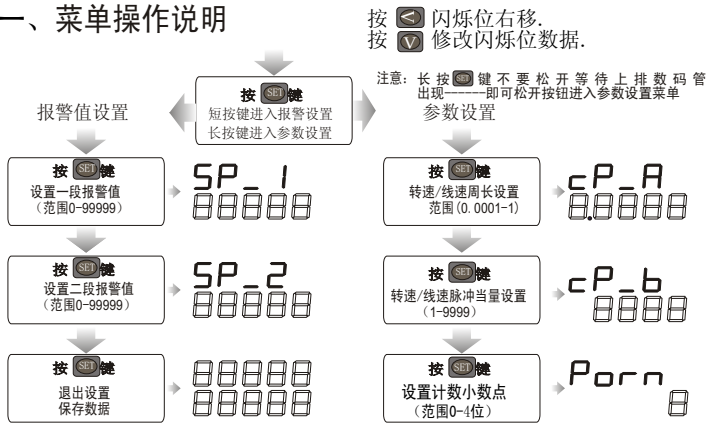 一、菜单操作说明
按 < 闪烁位右移.
按 V 修改闪烁位数据.
注意：长按 SET 键不要松开等待上排数码管
出现------即可松开按钮进入参数设置菜单
按 SET 键
短按键进入报警设置
长按键进入参数设置
报警值设置
参数设置
按 SET 键
设置一段报警值
（范围0-99999）
SP_1
88888
按 SET 键
设置二段报警值
（范围0-99999）
SP_2
88888
按 SET 键
退出设置
保存数据
88888
88888
按 SET 键
转速/线速周长设置
范围(0.0001-1)
cP_A
8.8888
按 SET 键
转速/线速脉冲当量设置
（1-9999）
cP_b
8888
按 SET 键
设置计数小数点
（范围0-4位）
Porn
8